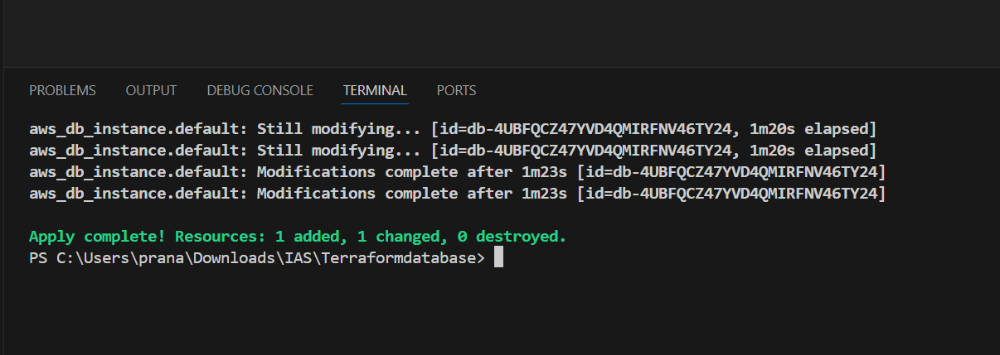 PROBLEMS OUTPUT DEBUG CONSOLE TERMINAL PORTS
aws_db_instance.default: Still modifying... [id=db-4UBFQCZ47YVD4QMIRFNV46TY24, 1m20s elapsed]
aws_db_instance.default: Still modifying... [id=db-4UBFQCZ47YVD4QMIRFNV46TY24, 1m20s elapsed]
aws_db_instance.default: Modifications complete after 1m23s [id=db-4UBFQCZ47YVD4QMIRFNV46TY24]
aws_db_instance.default: Modifications complete after 1m23s [id=db-4UBFQCZ47YVD4QMIRFNV46TY24]
Apply complete! Resources: 1 added, 1 changed, 0 destroyed.
PS C:\Users\prana\Downloads\IAS\Terraformdatabase>